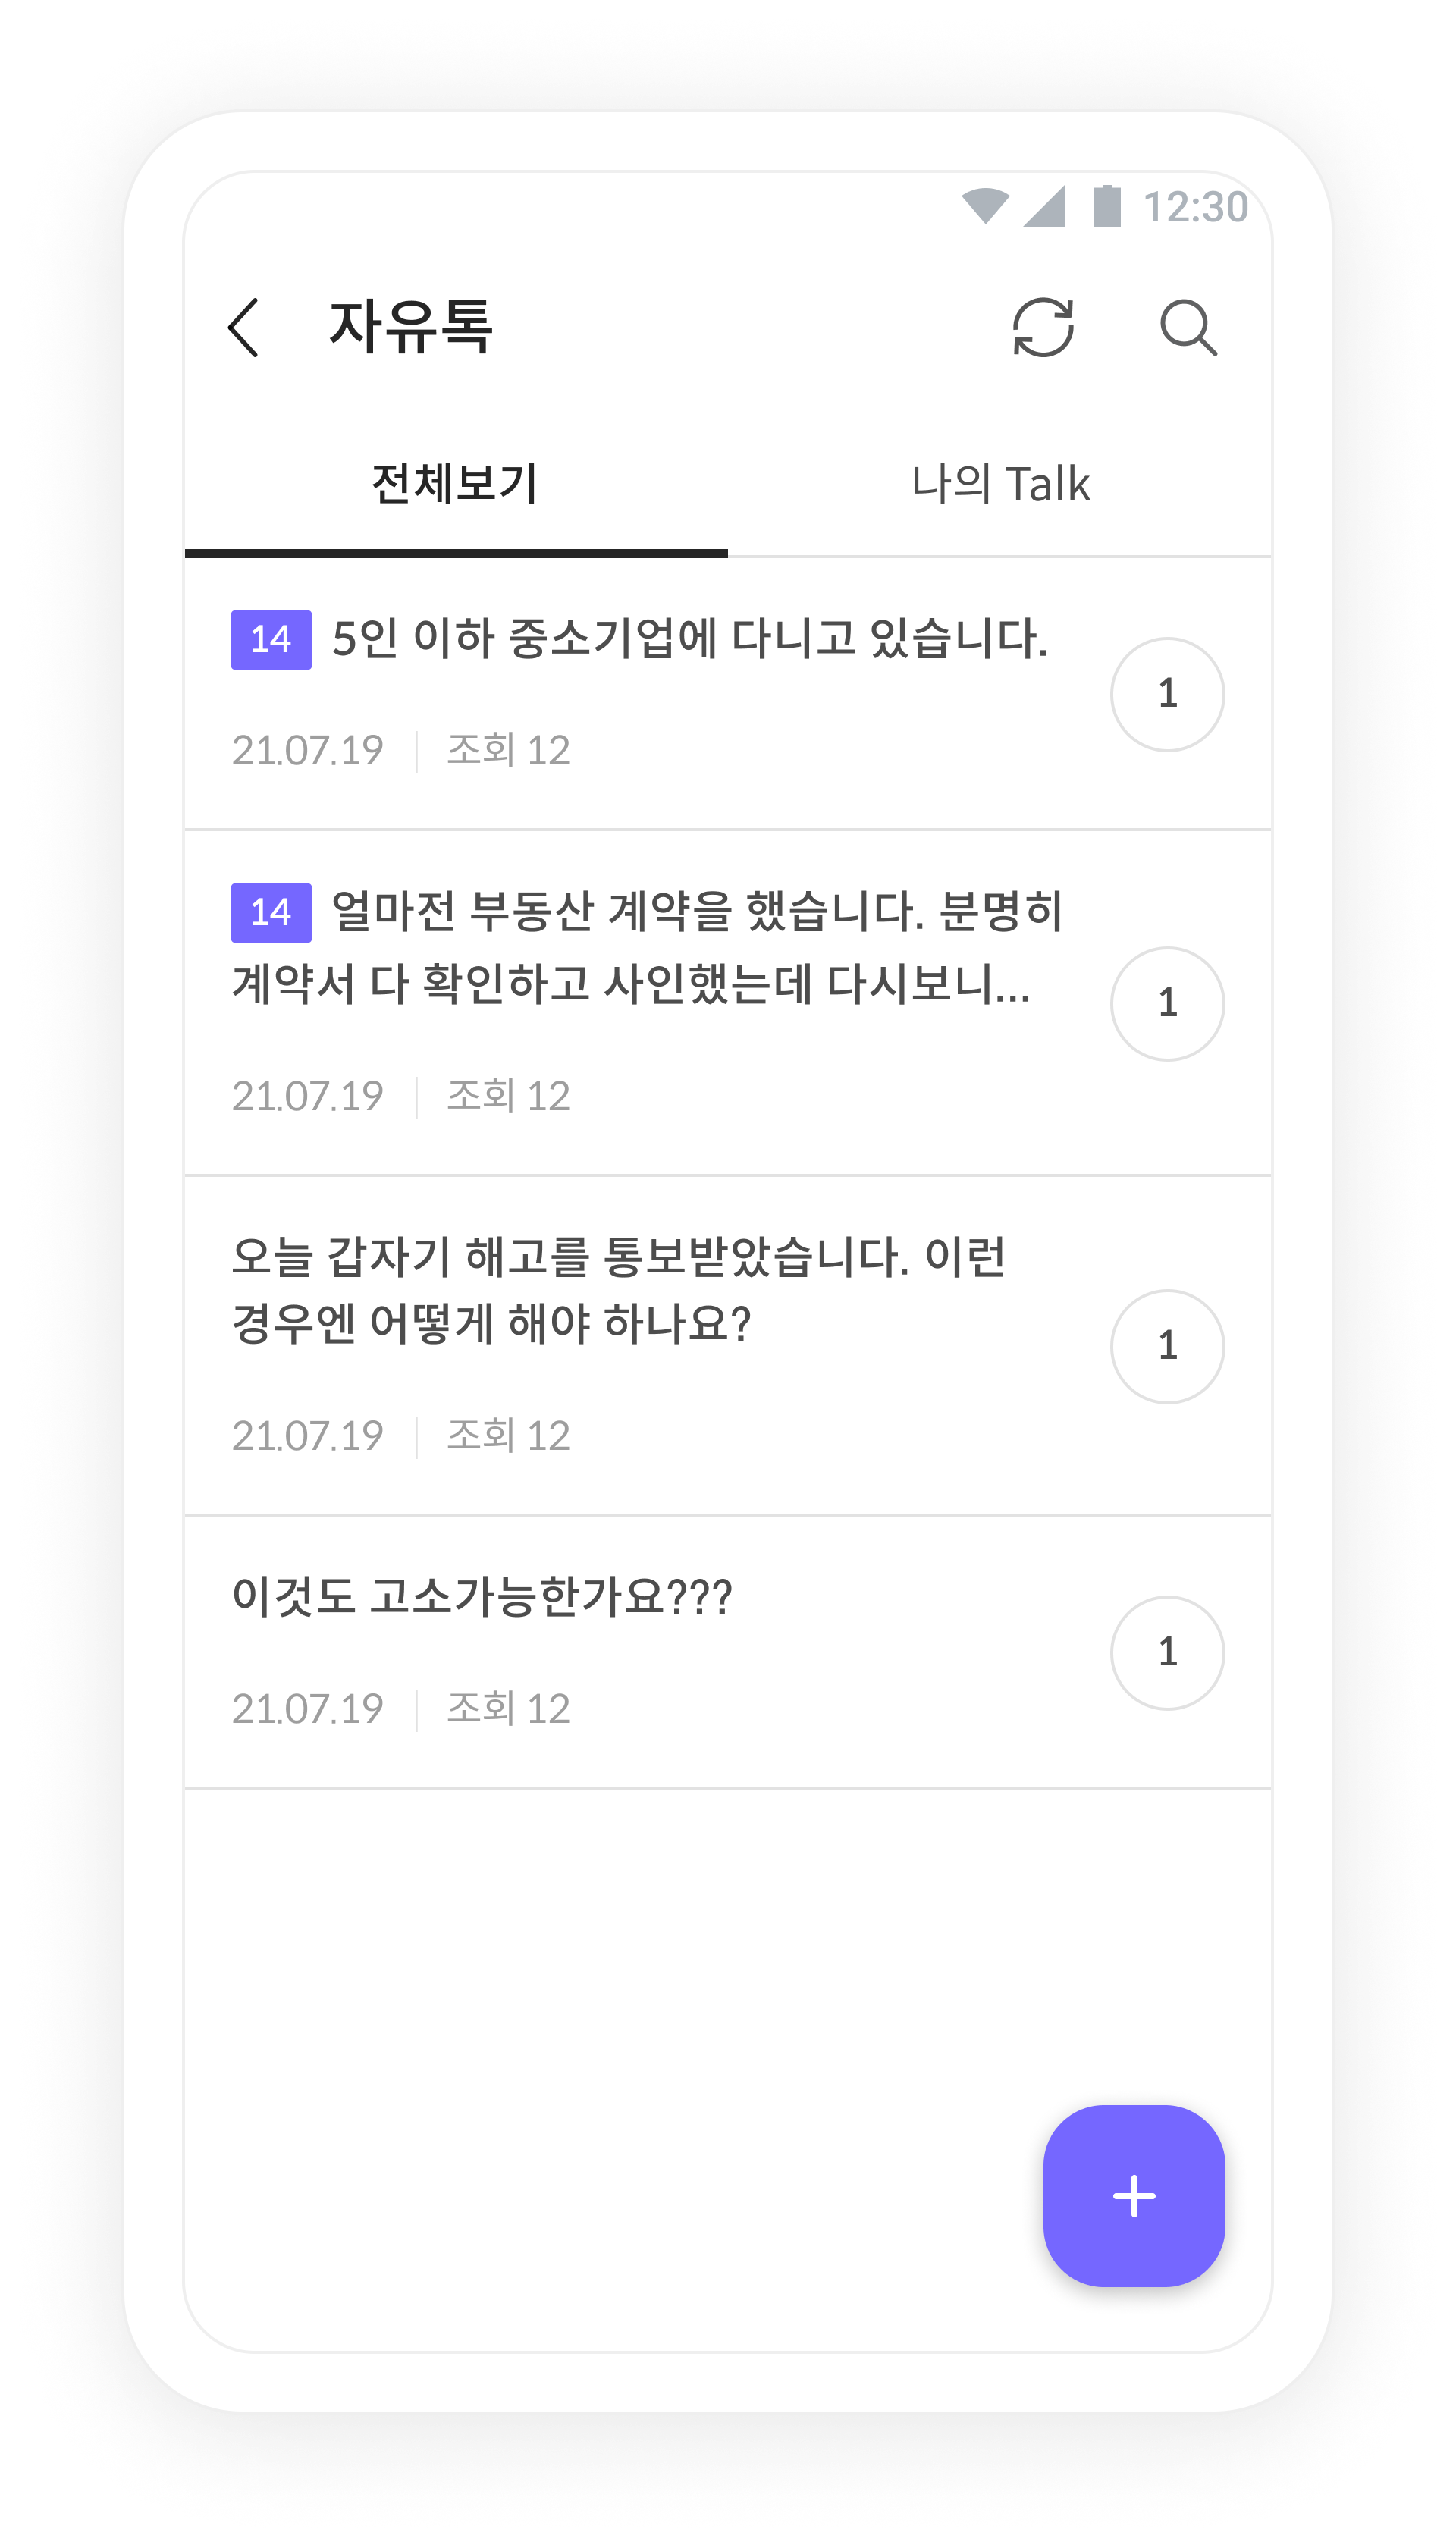 12:30
자유톡
전체보기
나의 Talk
14 5인 이하 중소기업에 다니고 있습니다.
1
21.07.19 조회 12
14 얼마전 부동산 계약을 했습니다. 분명히
계약서 다 확인하고 사인했는데 다시보니...
1
21.07.19 조회 12
오늘 갑자기 해고를 통보받았습니다. 이런
경우엔 어떻게 해야 하나요?
1
21.07.19 조회 12
이것도 고소가능한가요???
1
21.07.19 조회 12